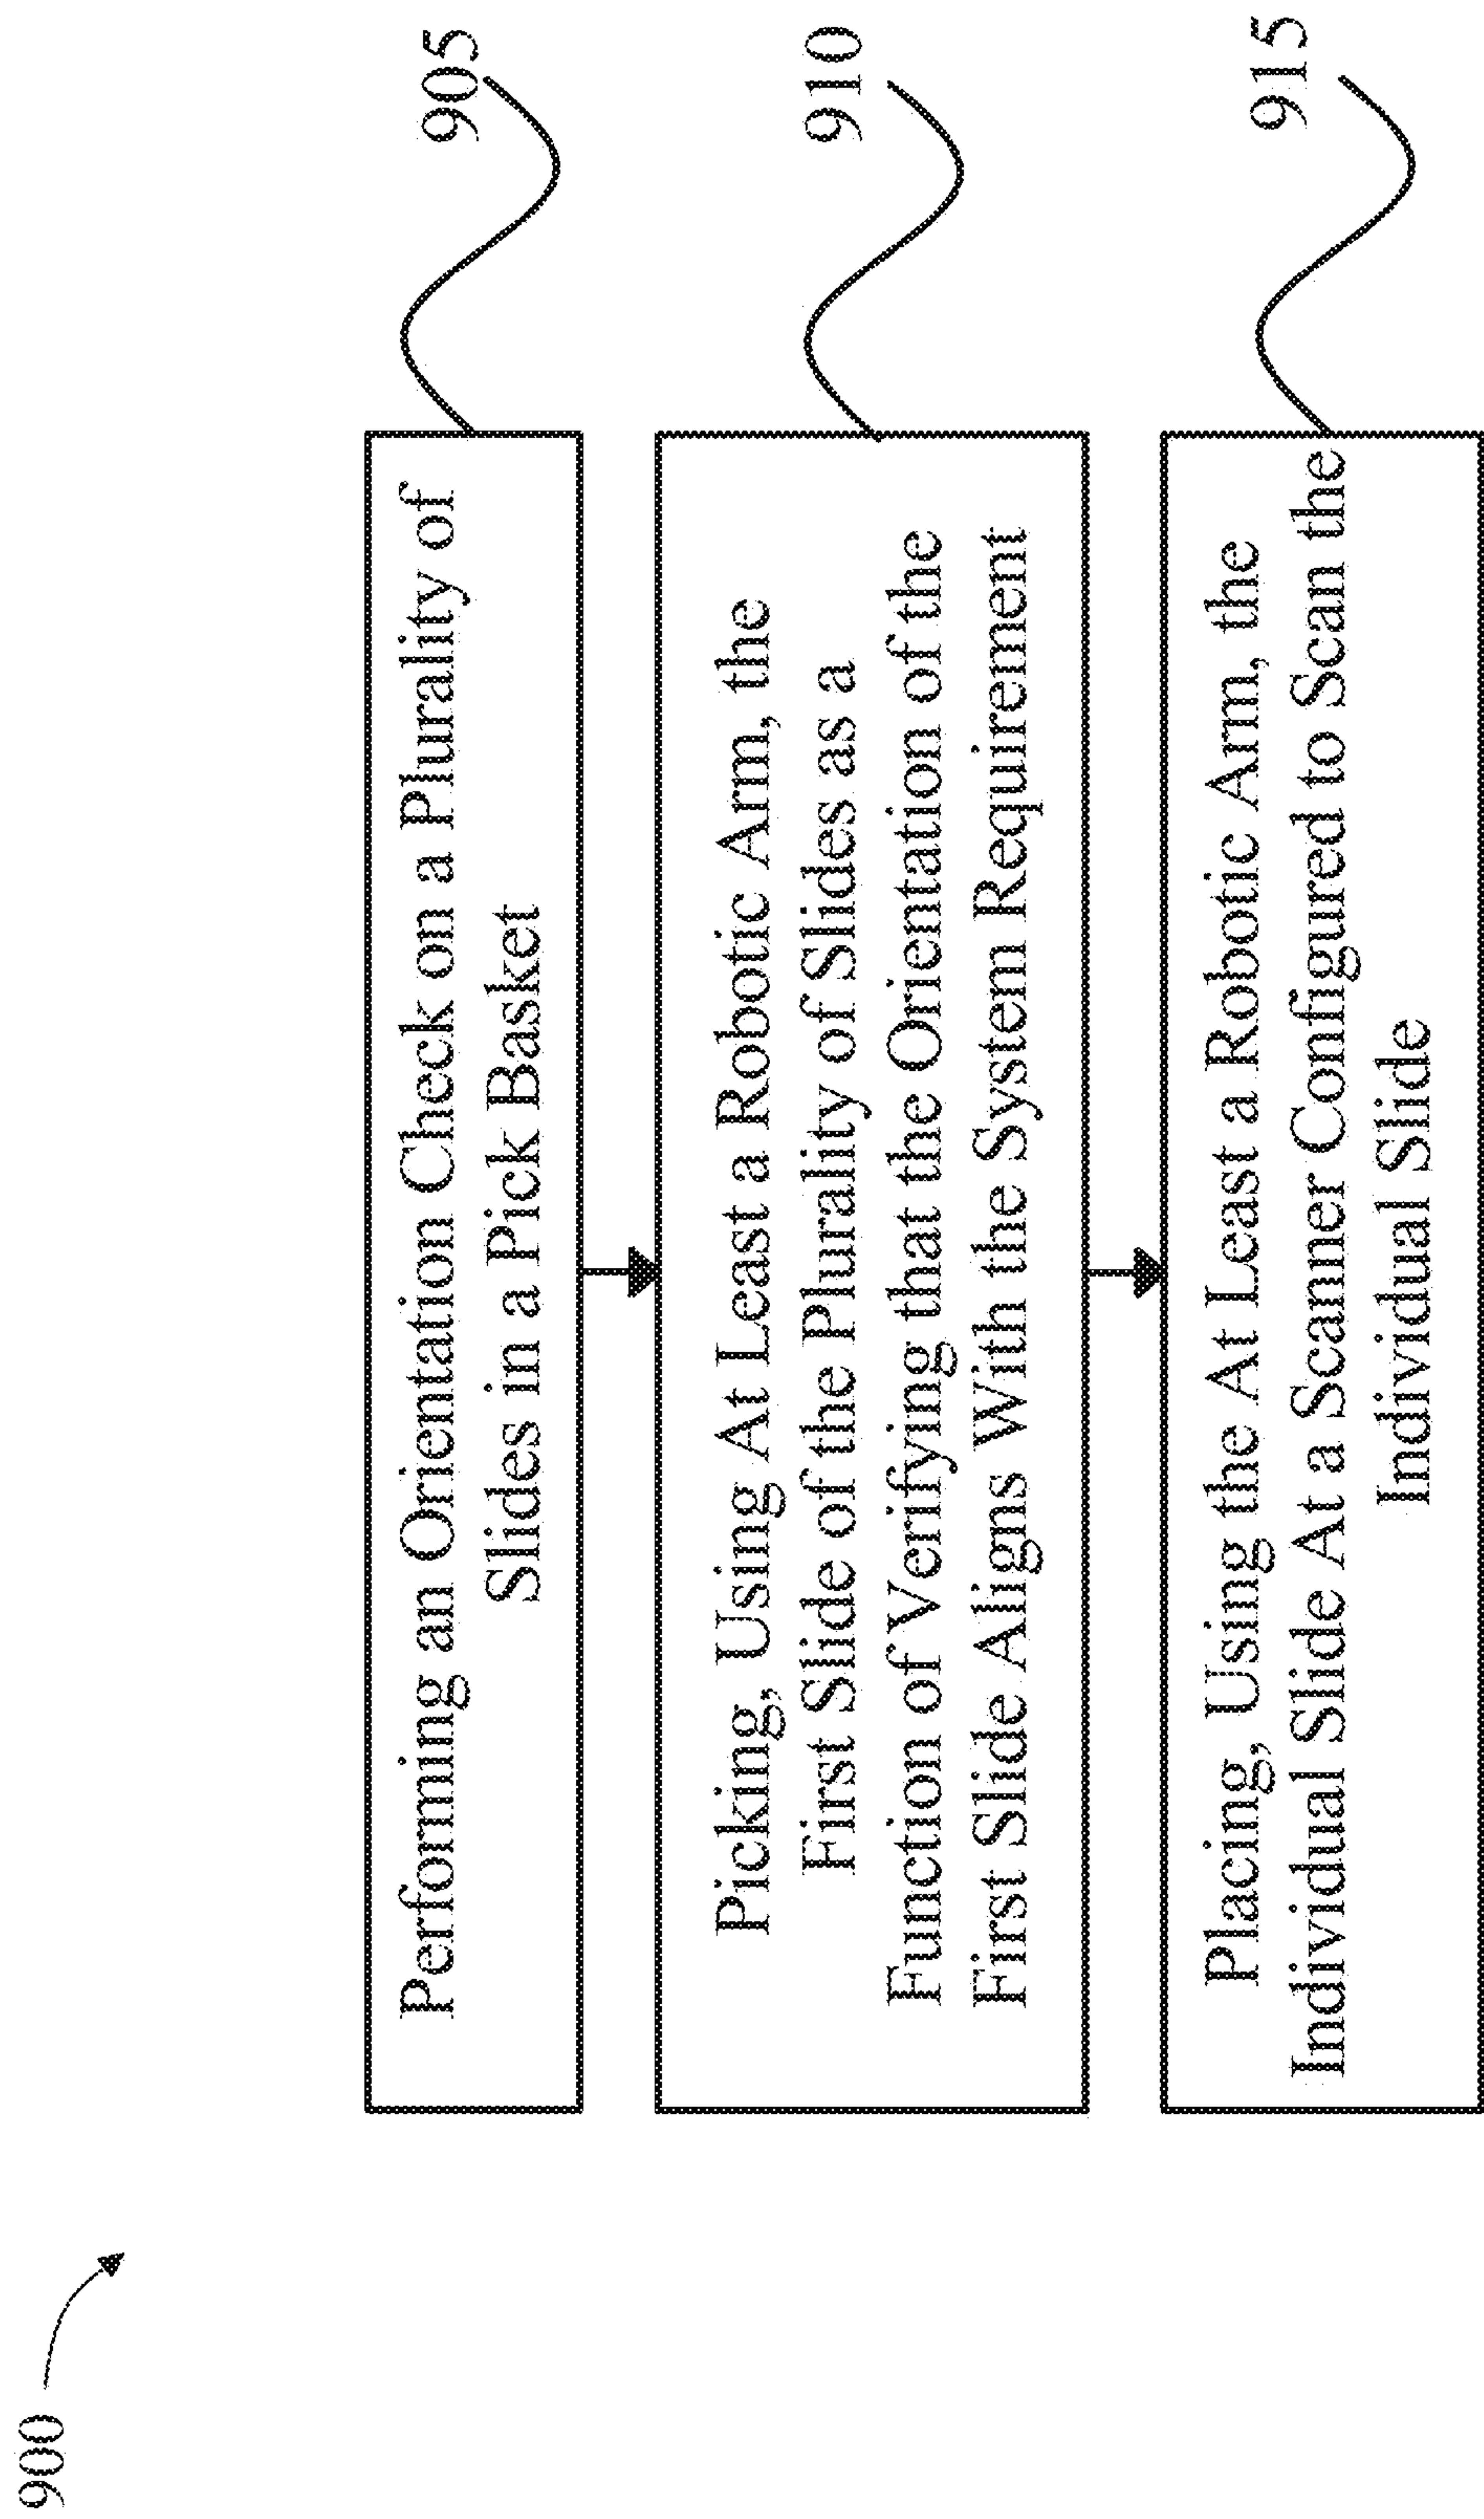 900
Performing an Orientation Check on a Plurality of
Slides in a Pick Basket
905
Picking, Using At Least a Robotic Arm, the
First Slide of the Plurality of Slides as a
Function of Verifying that the Orientation of the
First Slide Aligns With the System Requirement
910
Placing, Using the At Least a Robotic Arm, the
Individual Slide At a Scanner Configured to Scan the
Individual Slide
915